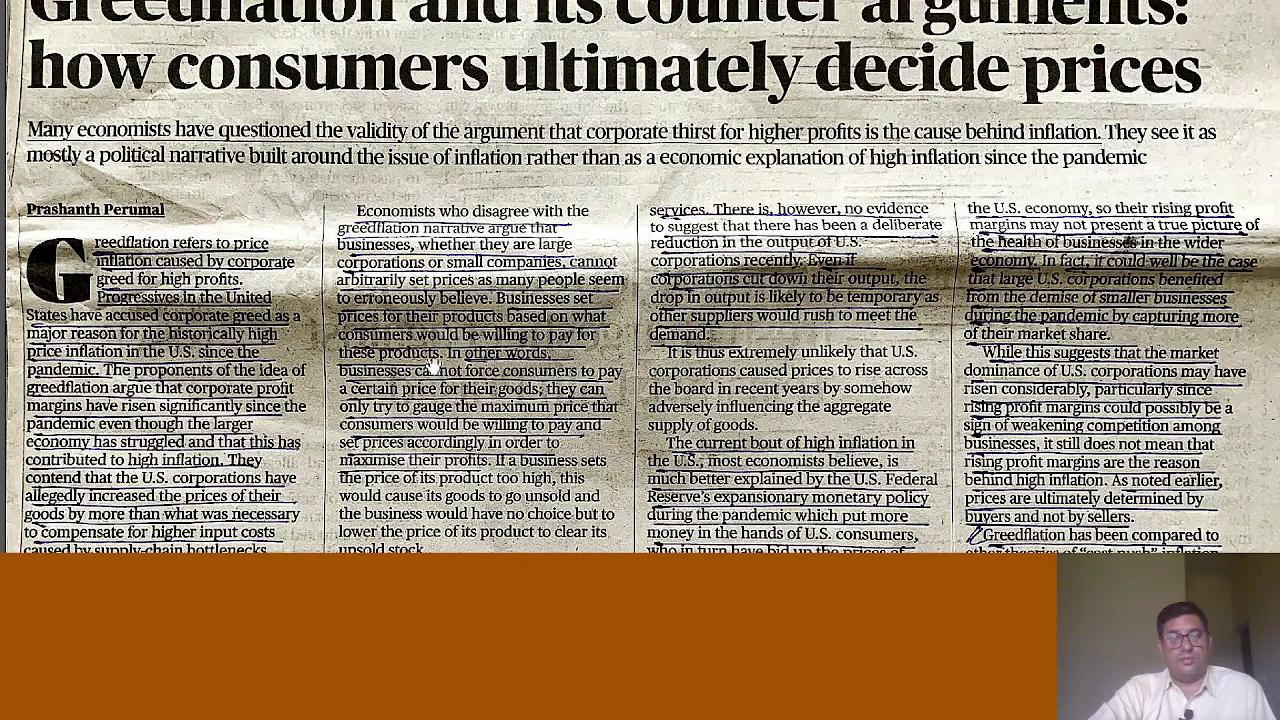 Greedflation and its counter arguments:
how consumers ultimately decide prices
Many economists have questioned the validity of the argument that corporate thirst for higher profits is the cause behind inflation. They see it as
mostly a political narrative built around the issue of inflation rather than as a economic explanation of high inflation since the pandemic
Prashanth Perumal
Greedflation refers to price
inflation caused by corporate
greed for high profits.
Progressives in the United
States have accused corporate greed as a
major reason for the historically high
price inflation in the U.S. since the
pandemic. The proponents of the idea of
greedflation argue that corporate profit
margins have risen significantly since the
pandemic even though the larger
economy has struggled and that this has
contributed to high inflation. They
contend that the U.S. corporations have
allegedly increased the prices of their
goods by more than what was necessary
to compensate for higher input costs
caused by supply-chain bottlenecks.
Economists who disagree with the
greedflation narrative argue that
businesses, whether they are large
corporations or small companies, cannot
arbitrarily set prices as many people seem
to erroneously believe. Businesses set
prices for their products based on what
consumers would be willing to pay for
these products. In other words,
businesses cannot force consumers to pay
a certain price for their goods; they can
only try to gauge the maximum price that
consumers would be willing to pay and
set prices accordingly in order to
maximise their profits. If a business sets
the price of its product too high, this
would cause its goods to go unsold and
the business would have no choice but to
lower the price of its product to clear its
unsold stock.
services. There is, however, no evidence
to suggest that there has been a deliberate
reduction in the output of U.S.
corporations recently. Even if
corporations cut down their output, the
drop in output is likely to be temporary as
other suppliers would rush to meet the
demand.
It is thus extremely unlikely that U.S.
corporations caused prices to rise across
the board in recent years by somehow
adversely influencing the aggregate
supply of goods.
The current bout of high inflation in
the U.S., most economists believe, is
much better explained by the U.S. Federal
Reserve's expansionary monetary policy
during the pandemic which put more
money in the hands of U.S. consumers,
who in turn have bid up the prices of
the U.S. economy, so their rising profit
margins may not present a true picture of
the health of businesses in the wider
economy. In fact, it could well be the case
that large U.S. corporations benefited
from the demise of smaller businesses
during the pandemic by capturing more
of their market share.
While this suggests that the market
dominance of U.S. corporations may have
risen considerably, particularly since
rising profit margins could possibly be a
sign of weakening competition among
businesses, it still does not mean that
rising profit margins are the reason
behind high inflation. As noted earlier,
prices are ultimately determined by
buyers and not by sellers.
Greedflation has been compared to
other theories of "cost-push" inflation